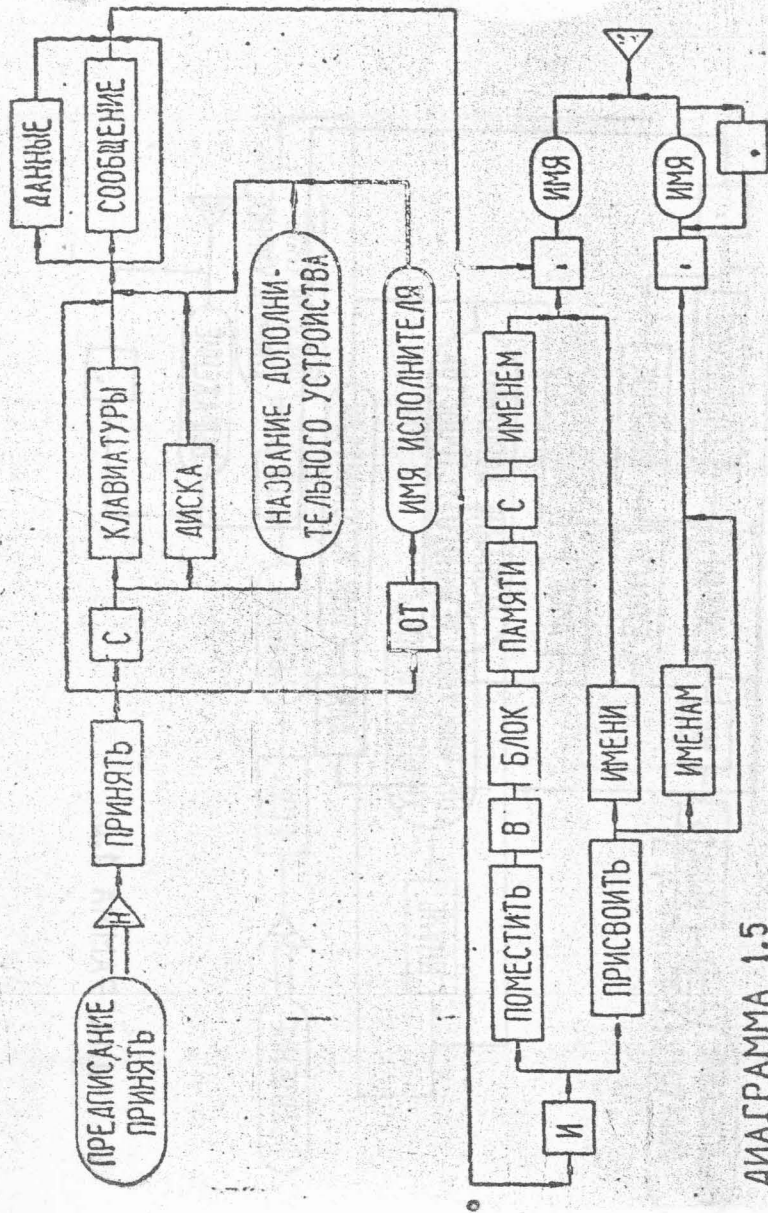 ПРЕДПИСАНИЕ
ПРИНЯТЬ
Н
ПРИНЯТЬ
С
КЛАВИАТУРЫ
ДИСКА
НАЗВАНИЕ ДОПОЛНИ-
ТЕЛЬНОГО УСТРОЙСТВА
ОТ
ИМЯ ИСПОЛНИТЕЛЯ
ДАННЫЕ
СООБЩЕНИЕ
И
ПОМЕСТИТЬ
В
БЛОК
ПАМЯТИ
С
ИМЕНЕМ
ПРИСВОИТЬ
ИМЕНИ
ИМЕНАМ
ИМЯ
ИМЯ
ДИАГРАММА 1.5